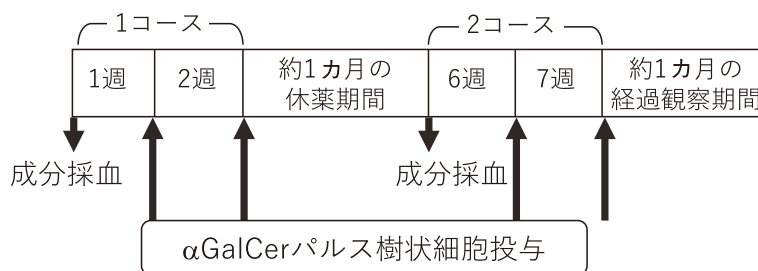 1コース
2コース
1週
2週
約1カ月の
休薬期間
6週
7週
約1カ月の
経過観察期間
成分採血
成分採血
αGalCerパルス樹状細胞投与